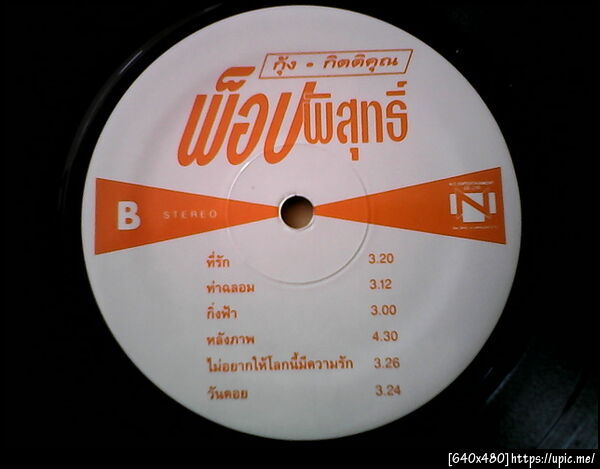 กุ้ง - กิตติคุณ
พ็อปพิสุทธิ์
B STEREO
N
ที่รัก 3.20
ท่าฉลอม 3.12
กิ่งฟ้า 3.00
หลังภาพ 4.30
ไม่อยากให้โลกนี้มีความรัก 3.26
วันคอย 3.24
[640x480]https://upic.me/